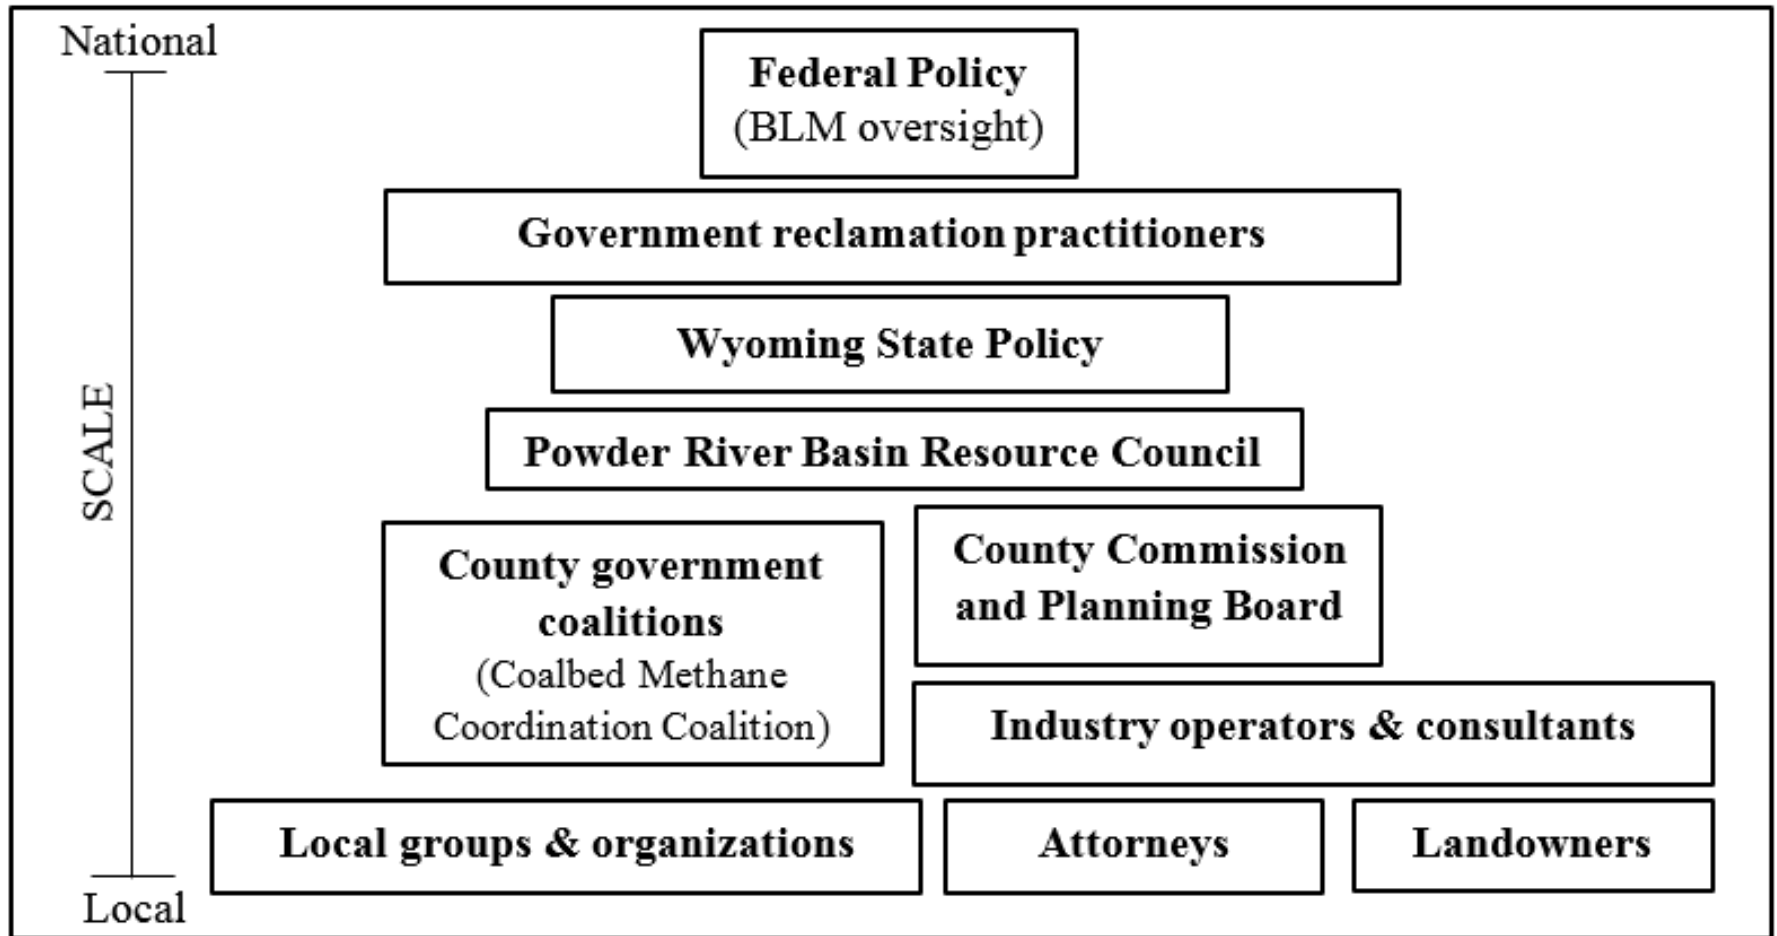 National
Federal Policy
(BLM oversight)
Government reclamation practitioners
Wyoming State Policy
SCALE
Powder River Basin Resource Council
County government
coalitions
(Coalbed Methane
Coordination Coalition)
County Commission
and Planning Board
Industry operators & consultants
Local groups & organizations
Attorneys
Landowners
Local